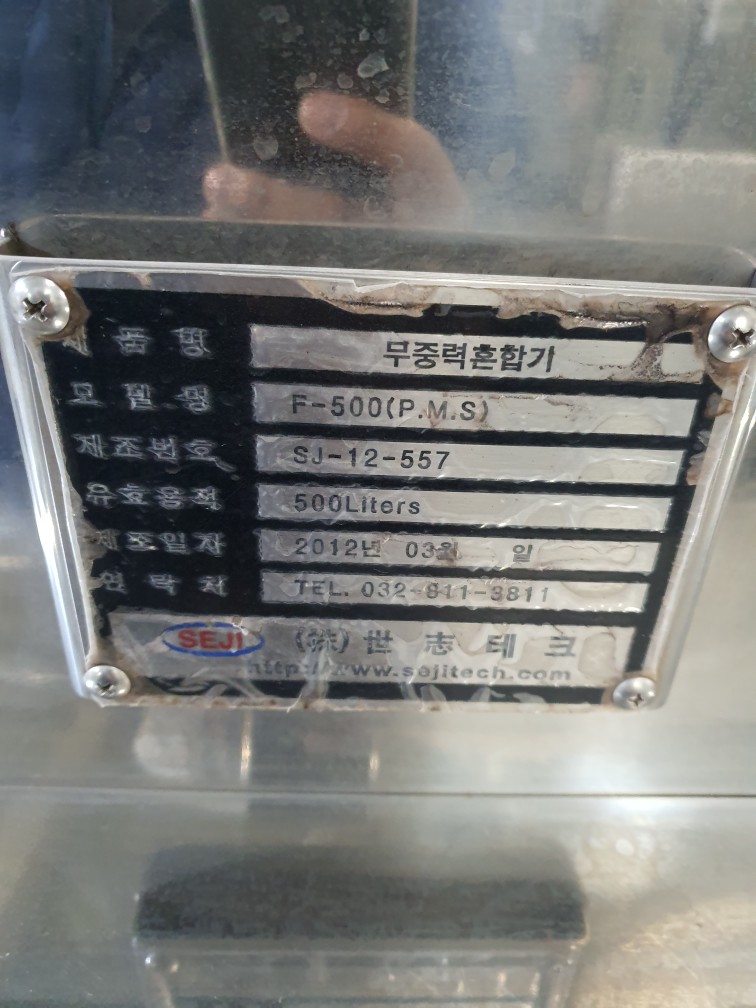 제품명 무중력혼합기
모델명 F-500(P.M.S)
제조번호 SJ-12-557
유효용적 500Liters
제조일자 2012년 03월 일
연락처 TEL. 032-811-3811
SEJI (株)世志테크
http://www.sejitech.com